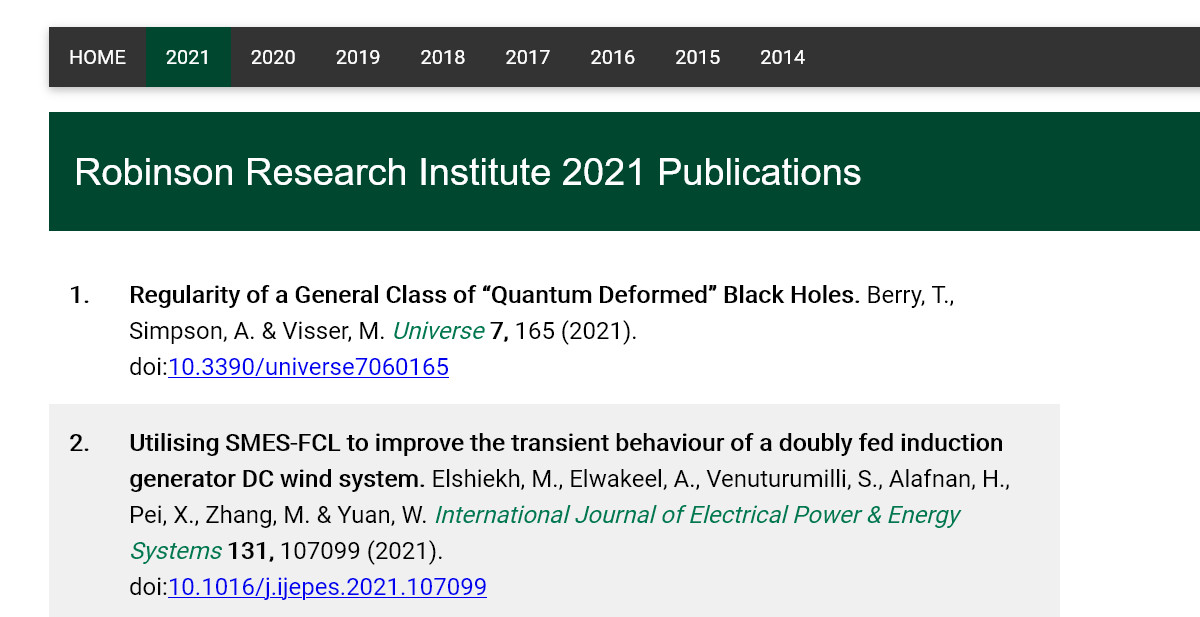 HOME 2021 2020 2019 2018 2017 2016 2015 2014
Robinson Research Institute 2021 Publications
1. Regularity of a General Class of “Quantum Deformed” Black Holes. Berry, T.,
Simpson, A. & Visser, M. Universe 7, 165 (2021).
doi:10.3390/universe7060165
2. Utilising SMES-FCL to improve the transient behaviour of a doubly fed induction
generator DC wind system. Elshiekh, M., Elwakeel, A., Venuturumilli, S., Alafnan, H.,
Pei, X., Zhang, M. & Yuan, W. International Journal of Electrical Power & Energy
Systems 131, 107099 (2021).
doi:10.1016/j.ijepes.2021.107099